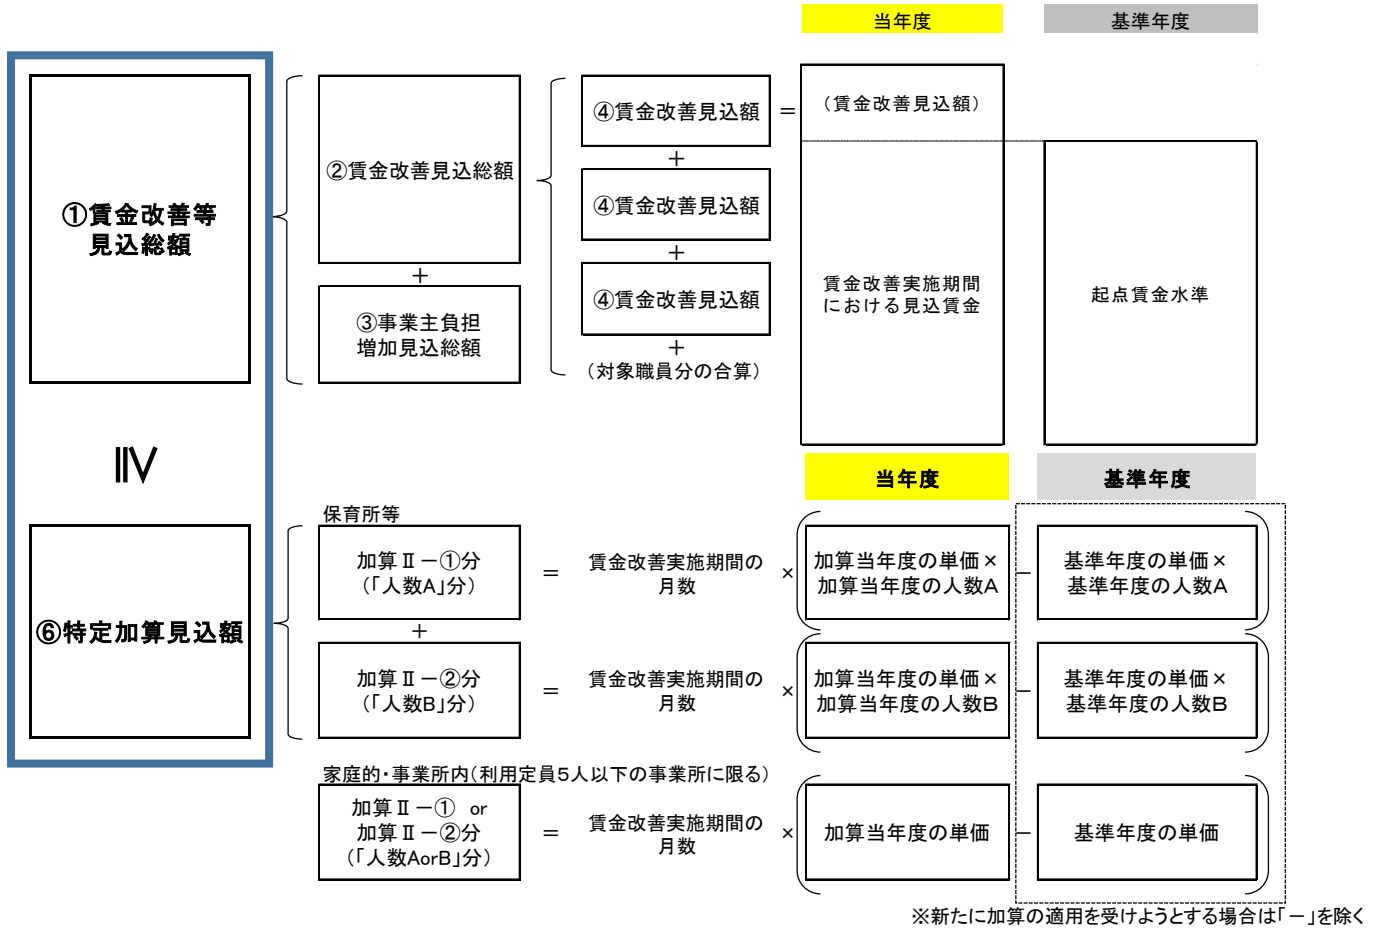 当年度
基準年度
①賃金改善等
見込総額
②賃金改善見込総額
＋
③事業主負担
増加見込総額
④賃金改善見込額
＋
④賃金改善見込額
＋
④賃金改善見込額
＋
（対象職員分の合算）
＝
（賃金改善見込額）
賃金改善実施期間
における見込賃金
起点賃金水準
≧
当年度
基準年度
⑥特定加算見込額
保育所等
加算Ⅱ－①分
（「人数A」分）
＝
賃金改善実施期間の
月数
×
加算当年度の単価×
加算当年度の人数A
－
基準年度の単価×
基準年度の人数A
＋
加算Ⅱ－②分
（「人数B」分）
＝
賃金改善実施期間の
月数
×
加算当年度の単価×
加算当年度の人数B
－
基準年度の単価×
基準年度の人数B
家庭的・事業所内（利用定員５人以下の事業所に限る）
加算Ⅱ－①　or
加算Ⅱ－②分
（「人数AorB」分）
＝
賃金改善実施期間の
月数
×
加算当年度の単価
－
基準年度の単価
※新たに加算の適用を受けようとする場合は「－」を除く